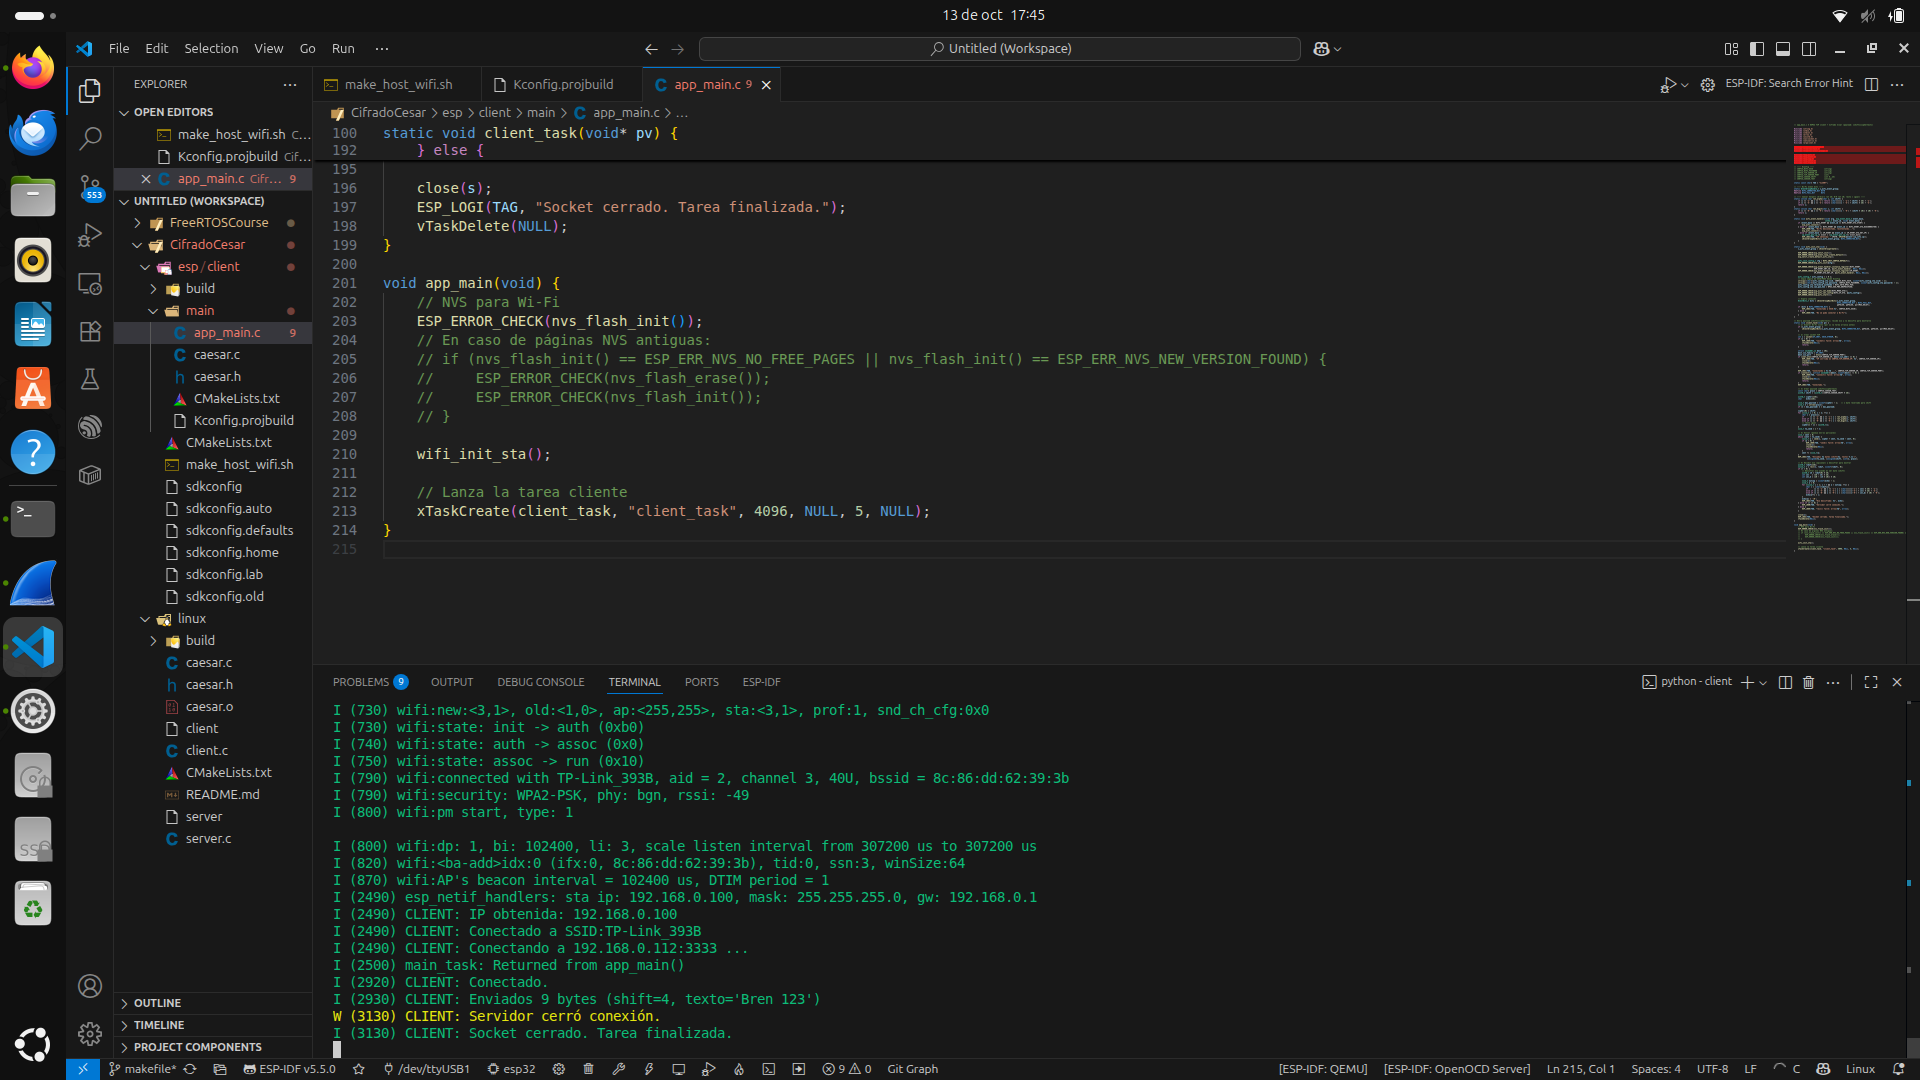 13 de oct 17:45
File Edit Selection View Go Run ···
Untitled (Workspace)
EXPLORER
make_host_wifi.sh
Kconfig.projbuild
app_main.c 9
ESP-IDF: Search Error Hint
OPEN EDITORS
make_host_wifi.sh C...
Kconfig.projbuild Cif...
app_main.c Cifr... 9
UNTITLED (WORKSPACE)
FreeRTOSCourse
CifradoCesar
esp/client
build
main
app_main.c 9
caesar.c
caesar.h
CMakeLists.txt
Kconfig.projbuild
CMakeLists.txt
make_host_wifi.sh
sdkconfig
sdkconfig.auto
sdkconfig.defaults
sdkconfig.home
sdkconfig.lab
sdkconfig.old
linux
build
caesar.c
caesar.h
caesar.o
client
client.c
CMakeLists.txt
README.md
server
server.c
OUTLINE
TIMELINE
PROJECT COMPONENTS
553
CifradoCesar > esp > client > main > app_main.c > ...
100 static void client_task(void* pv) {
192 } else {
195
196 close(s);
197 ESP_LOGI(TAG, "Socket cerrado. Tarea finalizada.");
198 vTaskDelete(NULL);
199 }
200
201 void app_main(void) {
202 // NVS para Wi-Fi
203 ESP_ERROR_CHECK(nvs_flash_init());
204 // En caso de páginas NVS antiguas:
205 // if (nvs_flash_init() == ESP_ERR_NVS_NO_FREE_PAGES || nvs_flash_init() == ESP_ERR_NVS_NEW_VERSION_FOUND) {
206 // ESP_ERROR_CHECK(nvs_flash_erase());
207 // ESP_ERROR_CHECK(nvs_flash_init());
208 // }
209
210 wifi_init_sta();
211
212 // Lanza la tarea cliente
213 xTaskCreate(client_task, "client_task", 4096, NULL, 5, NULL);
214 }
215
PROBLEMS 9 OUTPUT DEBUG CONSOLE TERMINAL PORTS ESP-IDF
python - client
I (730) wifi:new:<3,1>, old:<1,0>, ap:<255,255>, sta:<3,1>, prof:1, snd_ch_cfg:0x0
I (730) wifi:state: init -> auth (0xb0)
I (740) wifi:state: auth -> assoc (0x0)
I (750) wifi:state: assoc -> run (0x10)
I (790) wifi:connected with TP-Link_393B, aid = 2, channel 3, 40U, bssid = 8c:86:dd:62:39:3b
I (790) wifi:security: WPA2-PSK, phy: bgn, rssi: -49
I (800) wifi:pm start, type: 1
I (800) wifi:dp: 1, bi: 102400, li: 3, scale listen interval from 307200 us to 307200 us
I (820) wifi:<ba-add>idx:0 (ifx:0, 8c:86:dd:62:39:3b), tid:0, ssn:3, winSize:64
I (870) wifi:AP's beacon interval = 102400 us, DTIM period = 1
I (2490) esp_netif_handlers: sta ip: 192.168.0.100, mask: 255.255.255.0, gw: 192.168.0.1
I (2490) CLIENT: IP obtenida: 192.168.0.100
I (2490) CLIENT: Conectado a SSID:TP-Link_393B
I (2490) CLIENT: Conectando a 192.168.0.112:3333 ...
I (2500) main_task: Returned from app_main()
I (2920) CLIENT: Conectado.
I (2930) CLIENT: Enviados 9 bytes (shift=4, texto='Bren 123')
W (3130) CLIENT: Servidor cerró conexión.
I (3130) CLIENT: Socket cerrado. Tarea finalizada.
makefile* ESP-IDF v5.5.0 /dev/ttyUSB1 esp32 9 0 Git Graph [ESP-IDF: QEMU] [ESP-IDF: OpenOCD Server] Ln 215, Col 1 Spaces: 4 UTF-8 LF C Linux